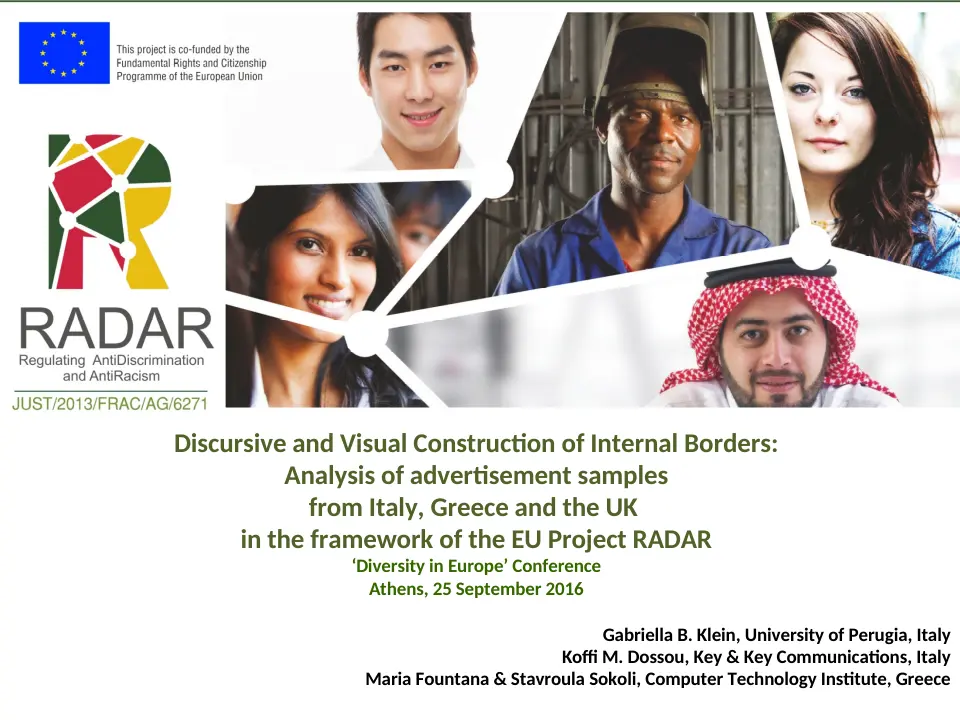 This project is co-funded by the
Fundamental Rights and Citizenship
Programme of the European Union
RADAR
Regulating AntiDiscrimination
and AntiRacism
JUST/2013/FRAC/AG/6271
Discursive and Visual Construction of Internal Borders:
Analysis of advertisement samples
from Italy, Greece and the UK
in the framework of the EU Project RADAR
‘Diversity in Europe’ Conference
Athens, 25 September 2016
Gabriella B. Klein, University of Perugia, Italy
Koffi M. Dossou, Key & Key Communications, Italy
Maria Fountana & Stavroula Sokoli, Computer Technology Institute, Greece